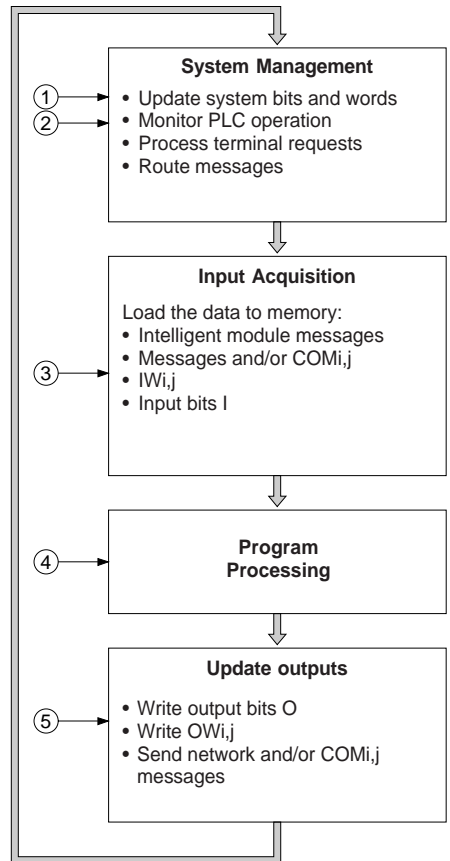 System Management
1
• Update system bits and words
2
• Monitor PLC operation
• Process terminal requests
• Route messages
Input Acquisition
Load the data to memory:
• Intelligent module messages
• Messages and/or COMi,j
3
• IWi,j
• Input bits I
4
Program
Processing
Update outputs
5
• Write output bits O
• Write OWi,j
• Send network and/or COMi,j
messages